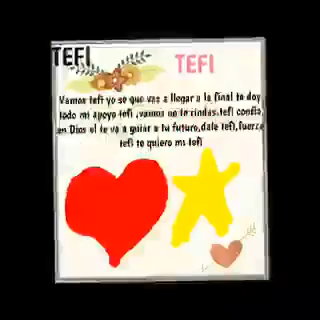 TEFI
TEFI
Vamos tefi yo se que vas a llegar a la final te doy
todo mi apoyo tefi ,vamos no te rindas.tefi confia
en Dios el te va a guiar a tu futuro,dale tefi,fuerza
tefi te quiero ms tefi